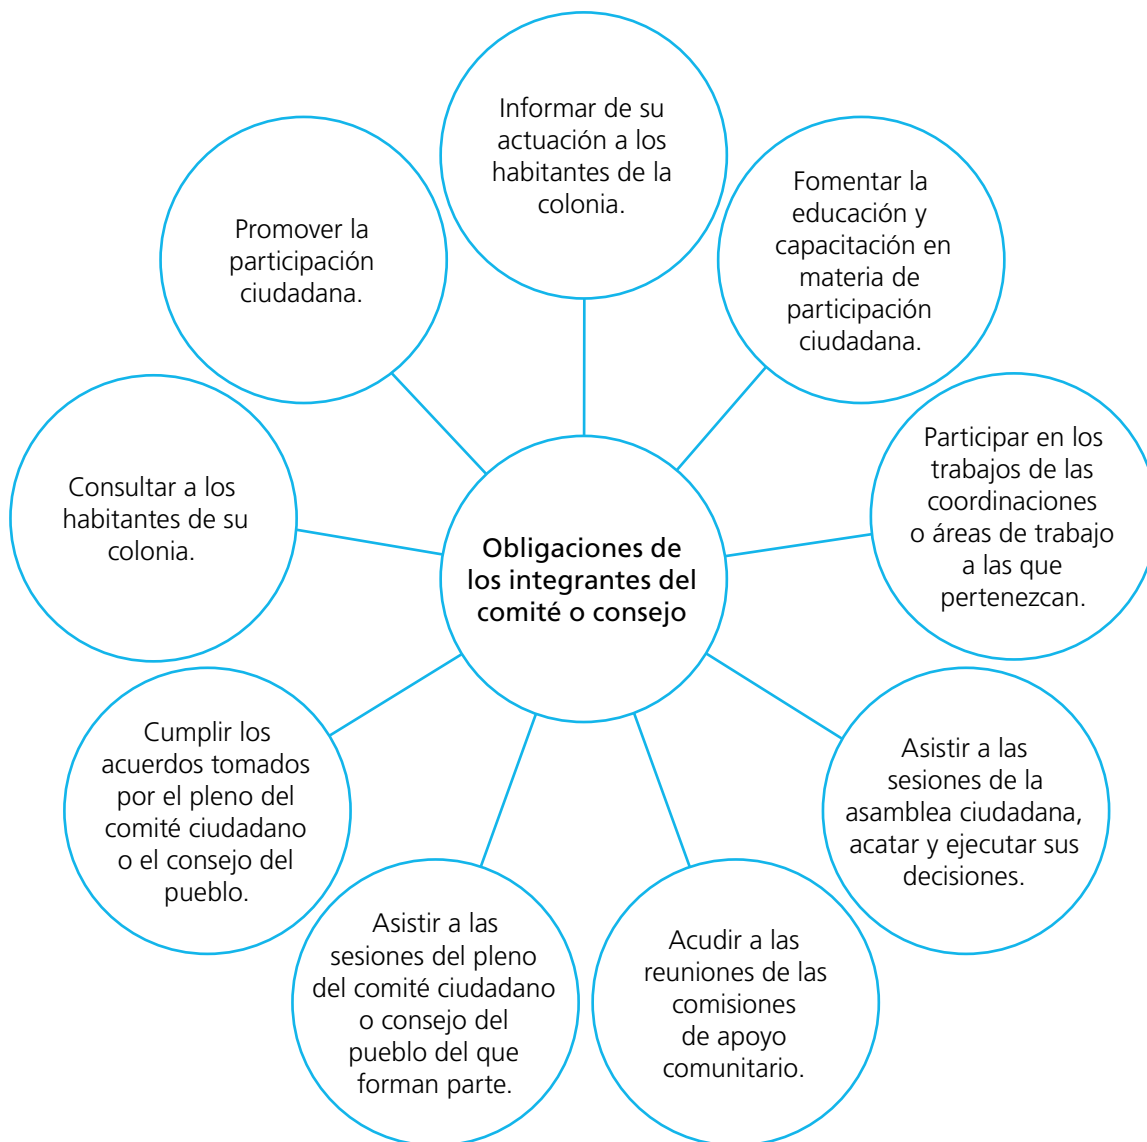 Informar de su
actuación a los
habitantes de la
colonia.
Fomentar la
educación y
capacitación en
materia de
participación
ciudadana.
Participar en los
trabajos de las
coordinaciones
o áreas de trabajo
a las que
pertenezcan.
Asistir a las
sesiones de la
asamblea ciudadana,
acatar y ejecutar sus
decisiones.
Acudir a las
reuniones de las
comisiones
de apoyo
comunitario.
Asistir a las
sesiones del pleno
del comité ciudadano
o consejo del
pueblo del que
forman parte.
Cumplir los
acuerdos tomados
por el pleno del
comité ciudadano
o el consejo del
pueblo.
Consultar a los
habitantes de su
colonia.
Promover la
participación
ciudadana.
Obligaciones de
los integrantes del
comité o consejo